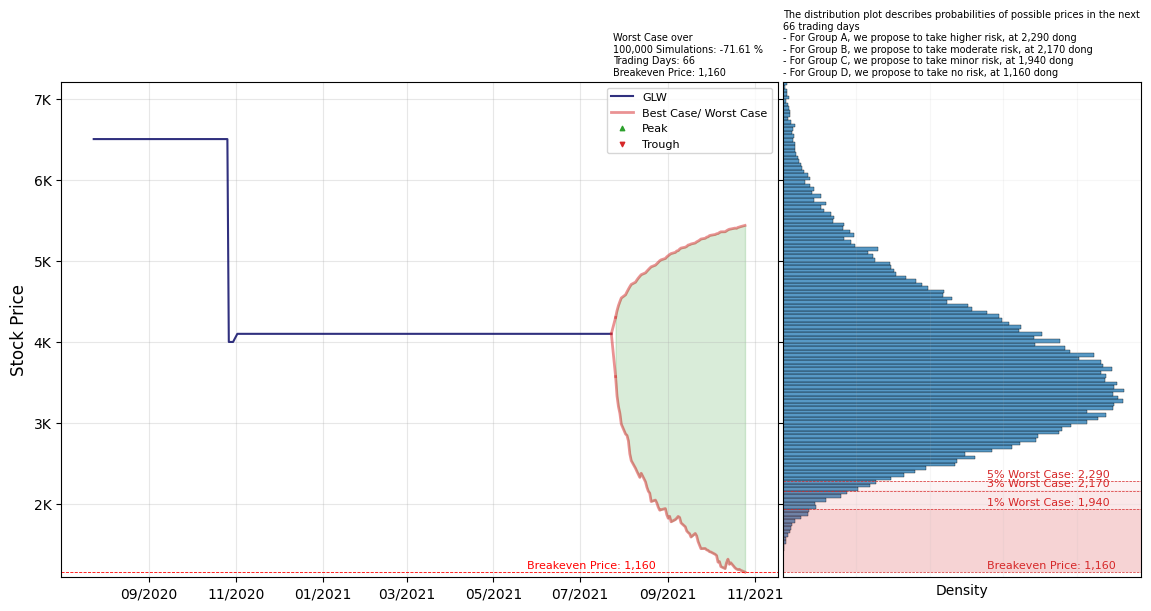 The distribution plot describes probabilities of possible prices in the next
66 trading days
- For Group A, we propose to take higher risk, at 2,290 dong
- For Group B, we propose to take moderate risk, at 2,170 dong
- For Group C, we propose to take minor risk, at 1,940 dong
- For Group D, we propose to take no risk, at 1,160 dong
Worst Case over
100,000 Simulations: -71.61 %
Trading Days: 66
Breakeven Price: 1,160
GLW
Best Case/ Worst Case
Peak
Trough
7K
6K
5K
4K
3K
2K
Stock Price
Breakeven Price: 1,160
09/2020
11/2020
01/2021
03/2021
05/2021
07/2021
09/2021
11/2021
5% Worst Case: 2,290
3% Worst Case: 2,170
1% Worst Case: 1,940
Breakeven Price: 1,160
Density